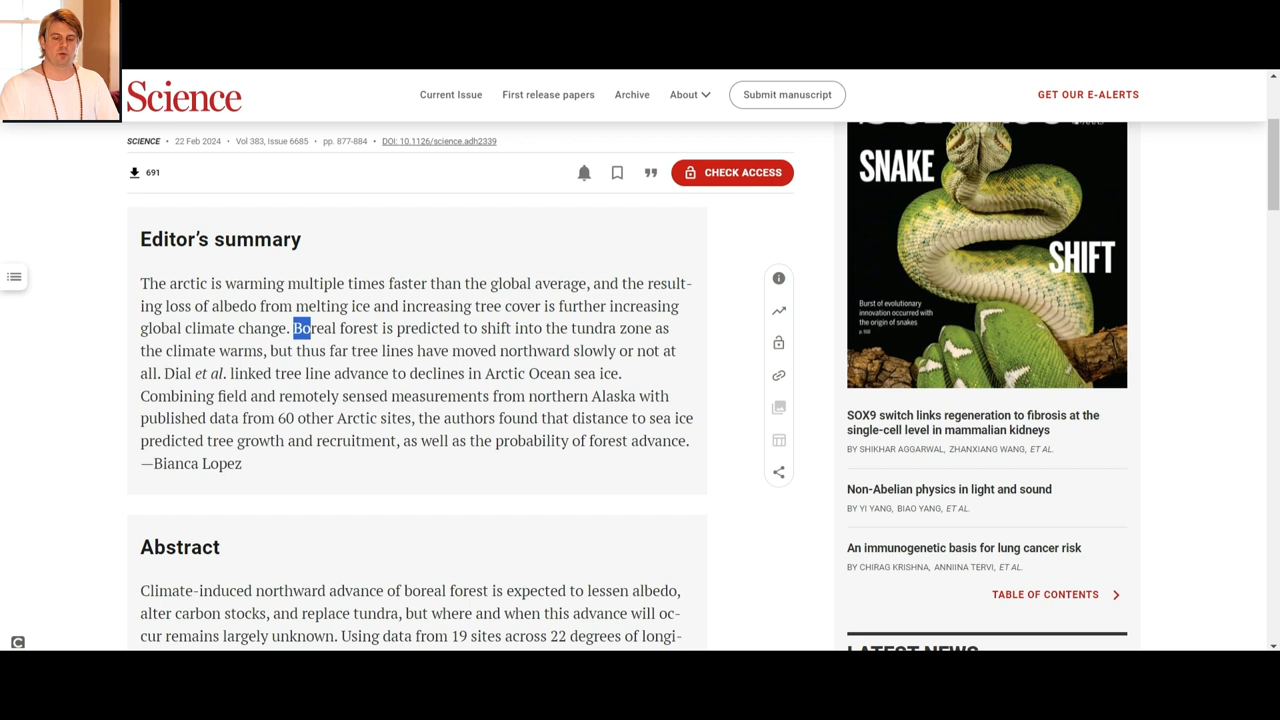 Science
Current Issue
First release papers
Archive
About
Submit manuscript
GET OUR E-ALERTS
SCIENCE • 22 Feb 2024 • Vol 383, Issue 6685 • pp. 877-884 • DOI: 10.1126/science.adh2339
691
CHECK ACCESS
Editor’s summary
The arctic is warming multiple times faster than the global average, and the result-
ing loss of albedo from melting ice and increasing tree cover is further increasing
global climate change. Boreal forest is predicted to shift into the tundra zone as
the climate warms, but thus far tree lines have moved northward slowly or not at
all. Dial et al. linked tree line advance to declines in Arctic Ocean sea ice.
Combining field and remotely sensed measurements from northern Alaska with
published data from 60 other Arctic sites, the authors found that distance to sea ice
predicted tree growth and recruitment, as well as the probability of forest advance.
—Bianca Lopez
Abstract
Climate-induced northward advance of boreal forest is expected to lessen albedo,
alter carbon stocks, and replace tundra, but where and when this advance will oc-
cur remains largely unknown. Using data from 19 sites across 22 degrees of longi-
SNAKE
SHIFT
Burst of evolutionary
innovation occurred with
the origin of snakes
SOX9 switch links regeneration to fibrosis at the
single-cell level in mammalian kidneys
BY SHIKHAR AGGARWAL, ZHANXIANG WANG, ET AL.
Non-Abelian physics in light and sound
BY YI YANG, BIAO YANG, ET AL.
An immunogenetic basis for lung cancer risk
BY CHIRAG KRISHNA, ANNIINA TERVI, ET AL.
TABLE OF CONTENTS
LATEST NEWS